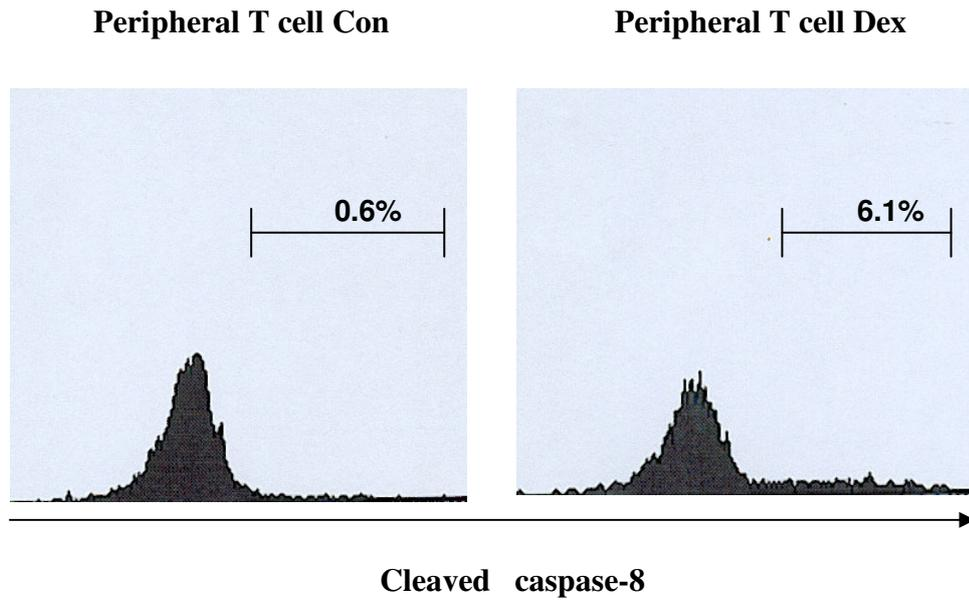 Peripheral T cell Con
Peripheral T cell Dex
0.6%
6.1%
Cleaved caspase-8